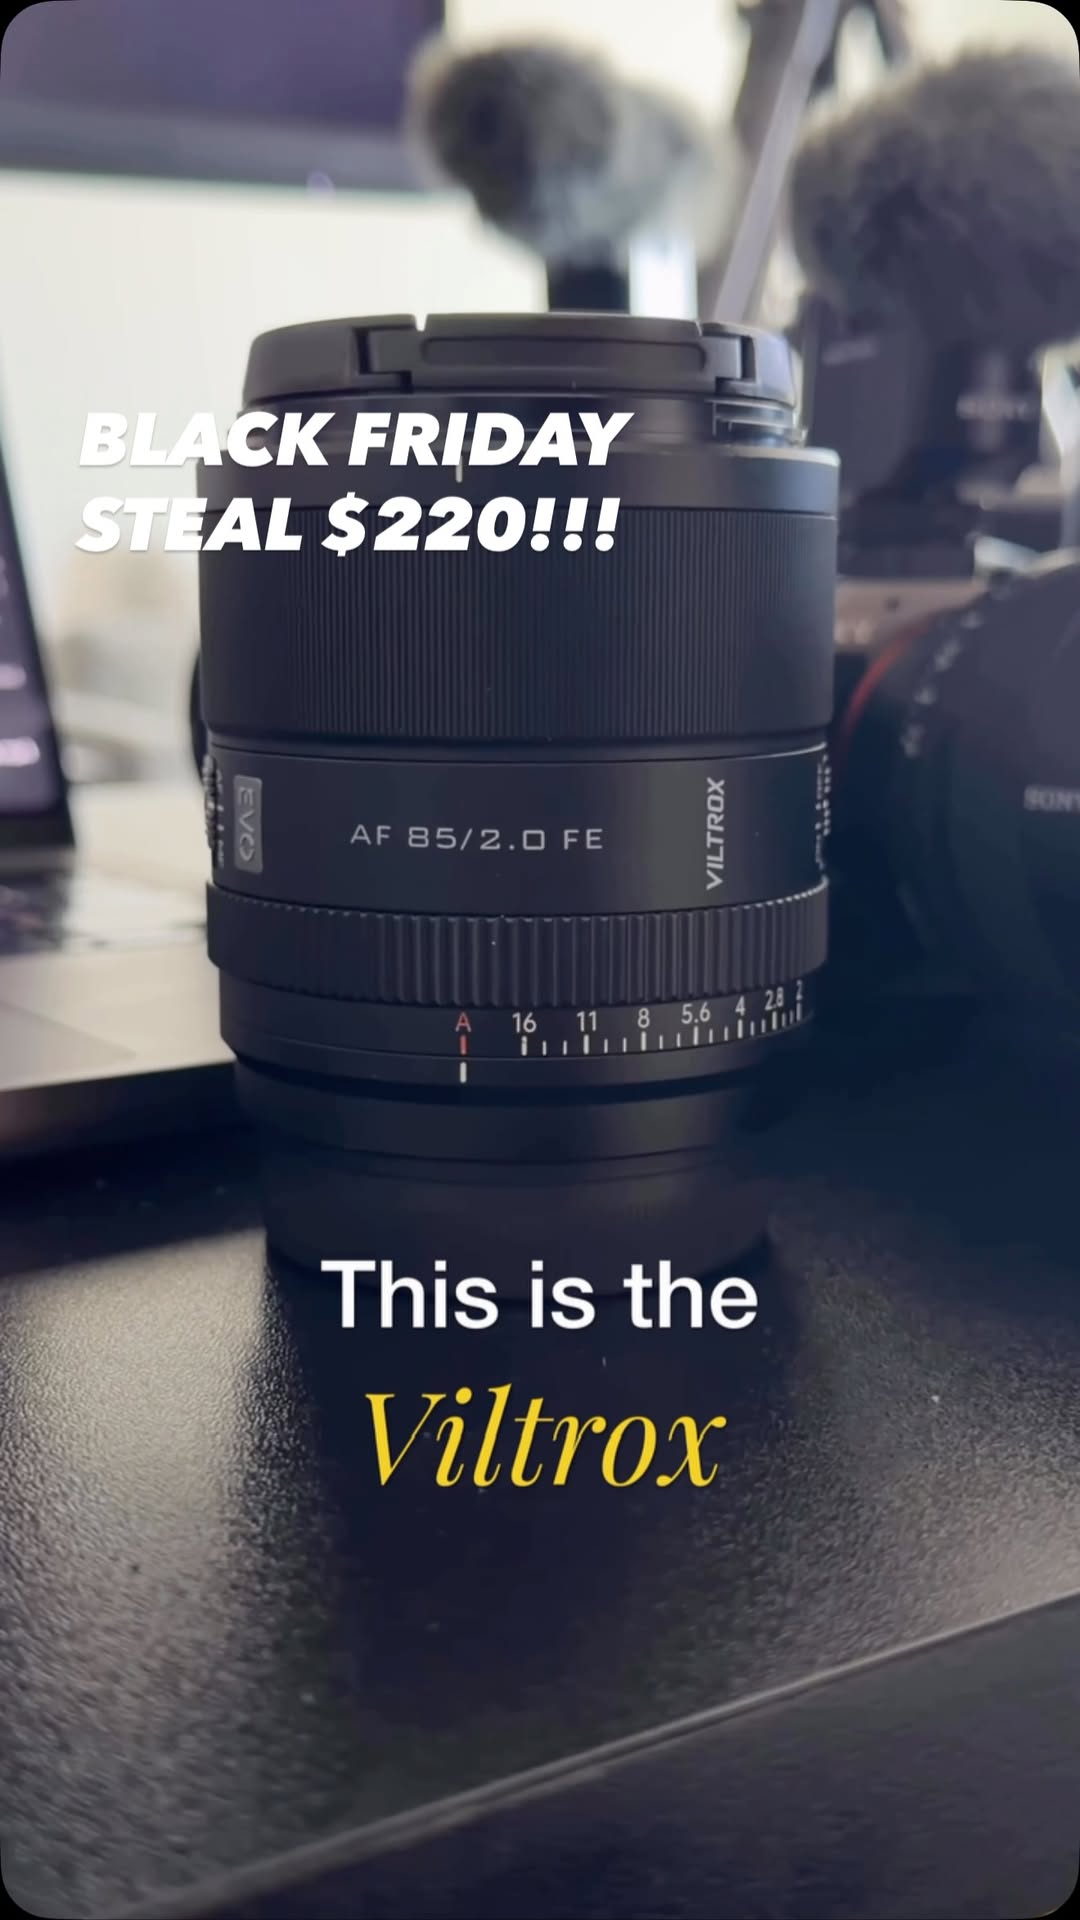 BLACK FRIDAY
STEAL $220!!!
EVO
AF 85/2.0 FE
VILTROX
A 16 11 8 5.6 4 2.8 2
SONY
This is the
Viltrox